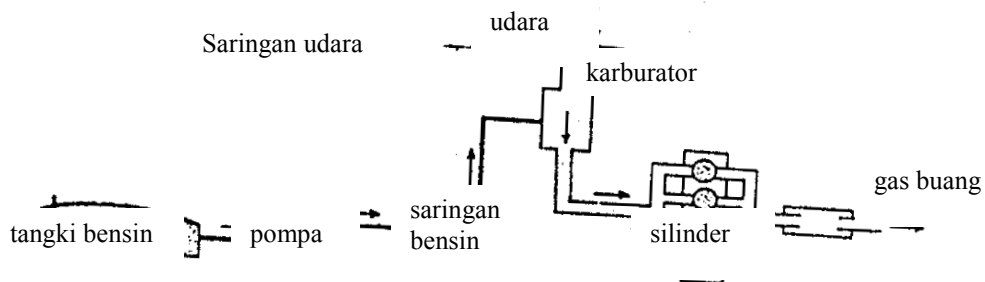 udara
Saringan udara
karburator
gas buang
saringan
bensin
tangki bensin
pompa
silinder